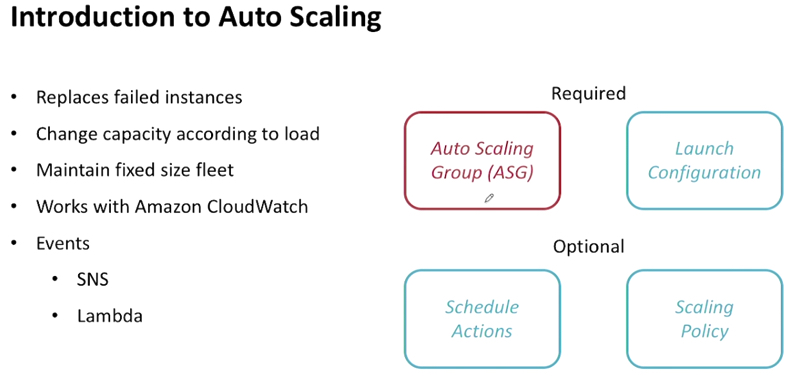 Introduction to Auto Scaling
• Replaces failed instances
• Change capacity according to load
• Maintain fixed size fleet
• Works with Amazon CloudWatch
• Events
• SNS
• Lambda
Required
Auto Scaling
Group (ASG)
Launch
Configuration
Optional
Schedule
Actions
Scaling
Policy